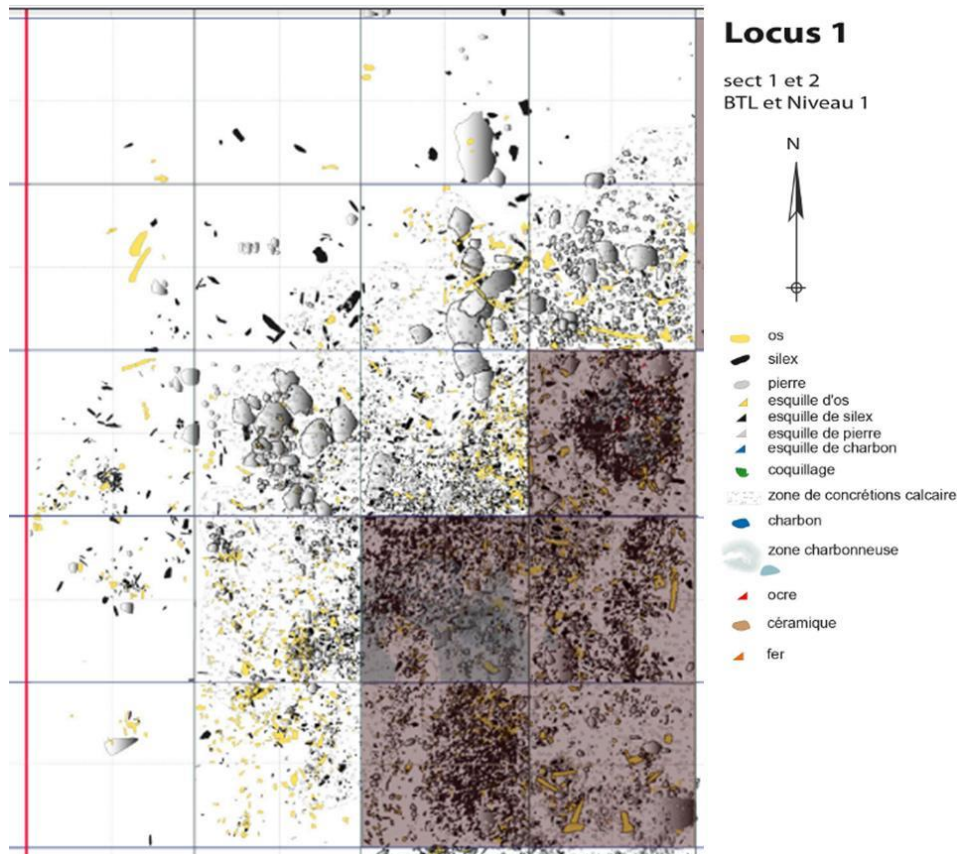 Locus 1
sect 1 et 2
BTL et Niveau 1
N
os
silex
pierre
esquille d'os
esquille de silex
esquille de pierre
esquille de charbon
coquillage
zone de concrétions calcaire
charbon
zone charbonneuse
ocre
céramique
fer